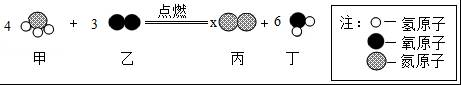 4 + 3 点燃 x + 6
甲 乙 丙 丁
注：—氢原子
—氧原子
—氮原子